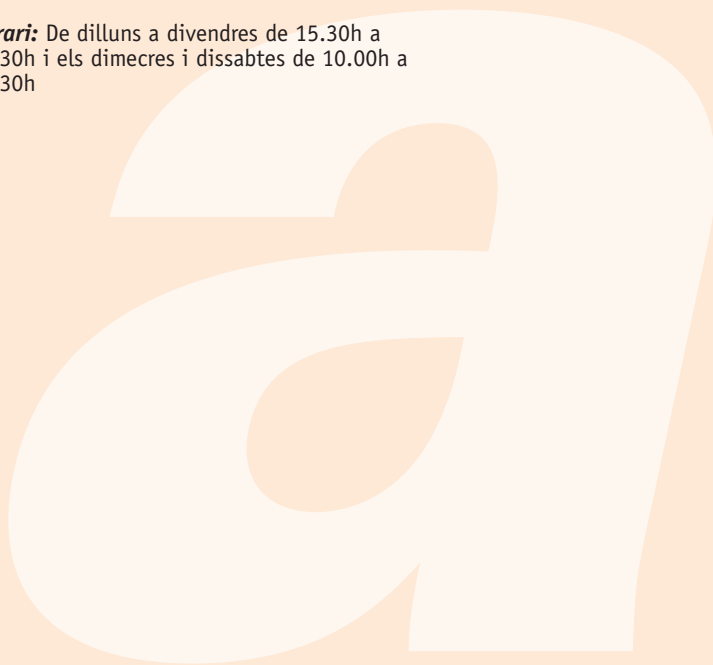 rari: De dilluns a divendres de 15.30h a
30h i els dimecres i dissabtes de 10.00h a
30h
a